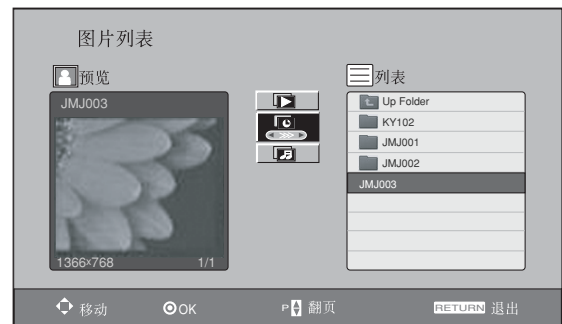 图片列表
预览
列表
JMJ003
Up Folder
KY102
JMJ001
JMJ002
JMJ003
1366×768 1/1
移动 OK P 翻页 RETURN 退出